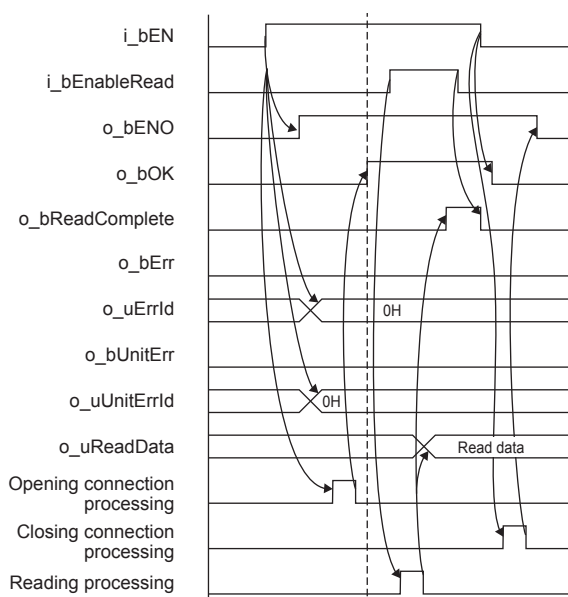 i_bEN
i_bEnableRead
o_bENO
o_bOK
o_bReadComplete
o_bErr
o_uErrId
0H
o_bUnitErr
o_uUnitErrId
0H
o_uReadData
Read data
Opening connection
processing
Closing connection
processing
Reading processing